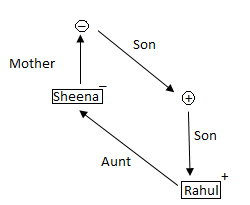 −
Son
Mother
Sheena −
+
Son
Aunt
Rahul +